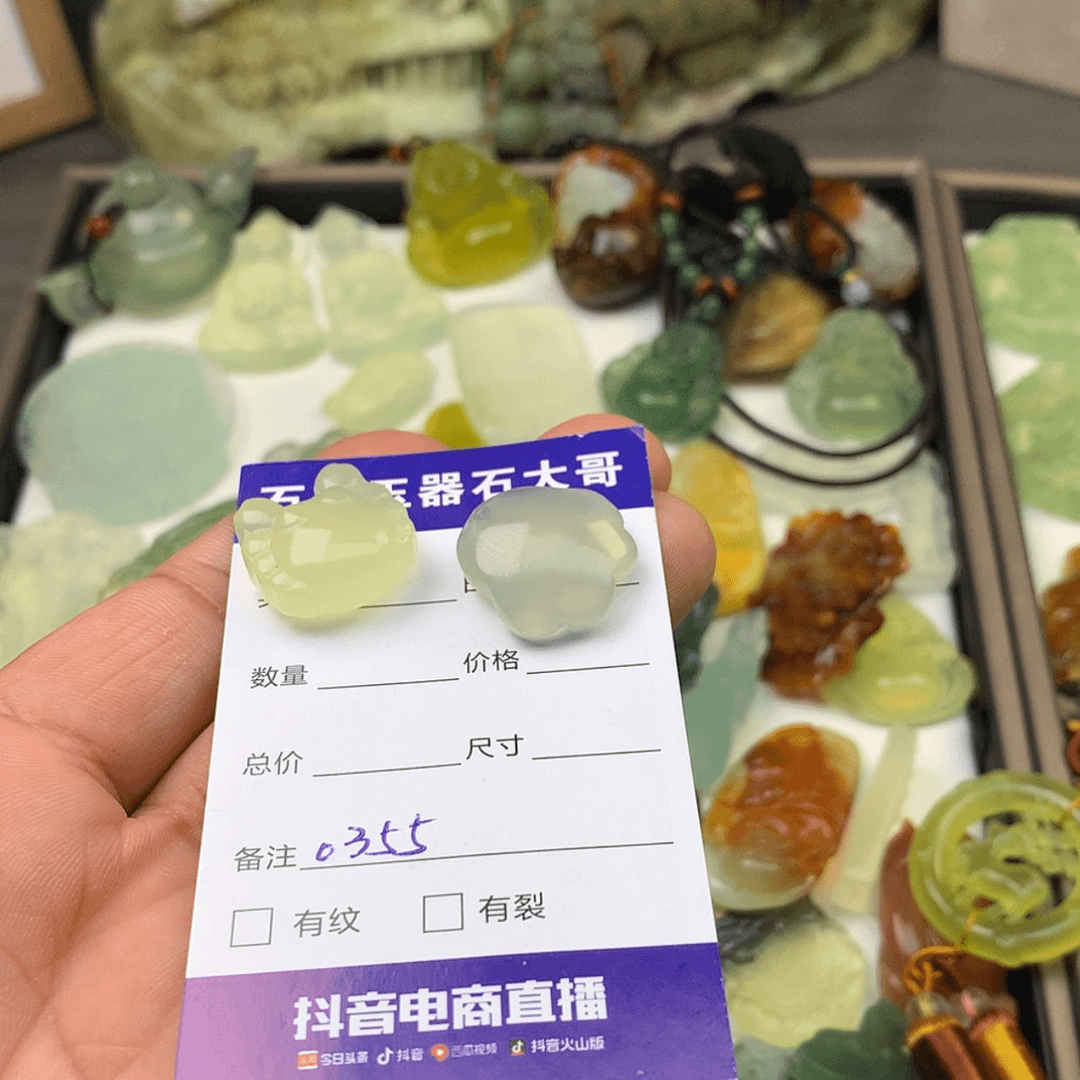 石 玉器石大哥
数量 价格
总价 尺寸
备注 0355
有纹 有裂
抖音电商直播
今日头条 抖音 西瓜视频 抖音火山版